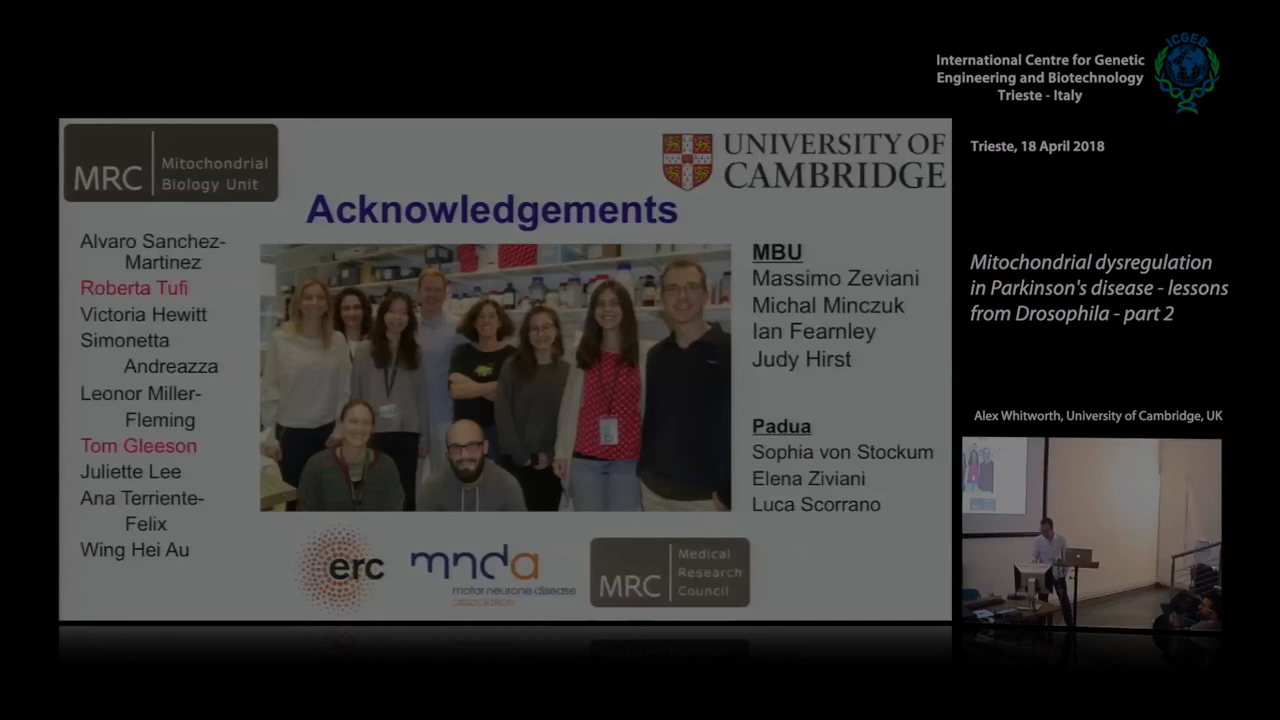 International Centre for Genetic
Engineering and Biotechnology
Trieste - Italy
ICGEB
Trieste, 18 April 2018
MRC
Mitochondrial
Biology Unit
UNIVERSITY OF
CAMBRIDGE
Acknowledgements
Alvaro Sanchez-
Martinez
Roberta Tufi
Victoria Hewitt
Simonetta
Andreazza
Leonor Miller-
Fleming
Tom Gleeson
Juliette Lee
Ana Terriente-
Felix
Wing Hei Au
MBU
Massimo Zeviani
Michal Minczuk
Ian Fearnley
Judy Hirst
Padua
Sophia von Stockum
Elena Ziviani
Luca Scorrano
erc
mnda
motor neurone disease
association
MRC
Medical
Research
Council
Mitochondrial dysregulation
in Parkinson's disease - lessons
from Drosophila - part 2
Alex Whitworth, University of Cambridge, UK